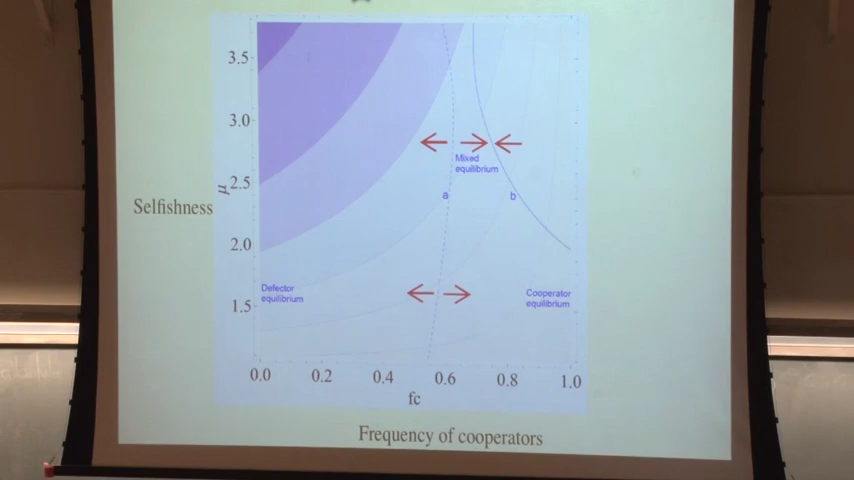 3.5
3.0
Mixed
equilibrium
μ
2.5
a
b
Selfishness
2.0
Defector
equilibrium
Cooperator
equilibrium
1.5
0.0 0.2 0.4 0.6 0.8 1.0
fc
Frequency of cooperators